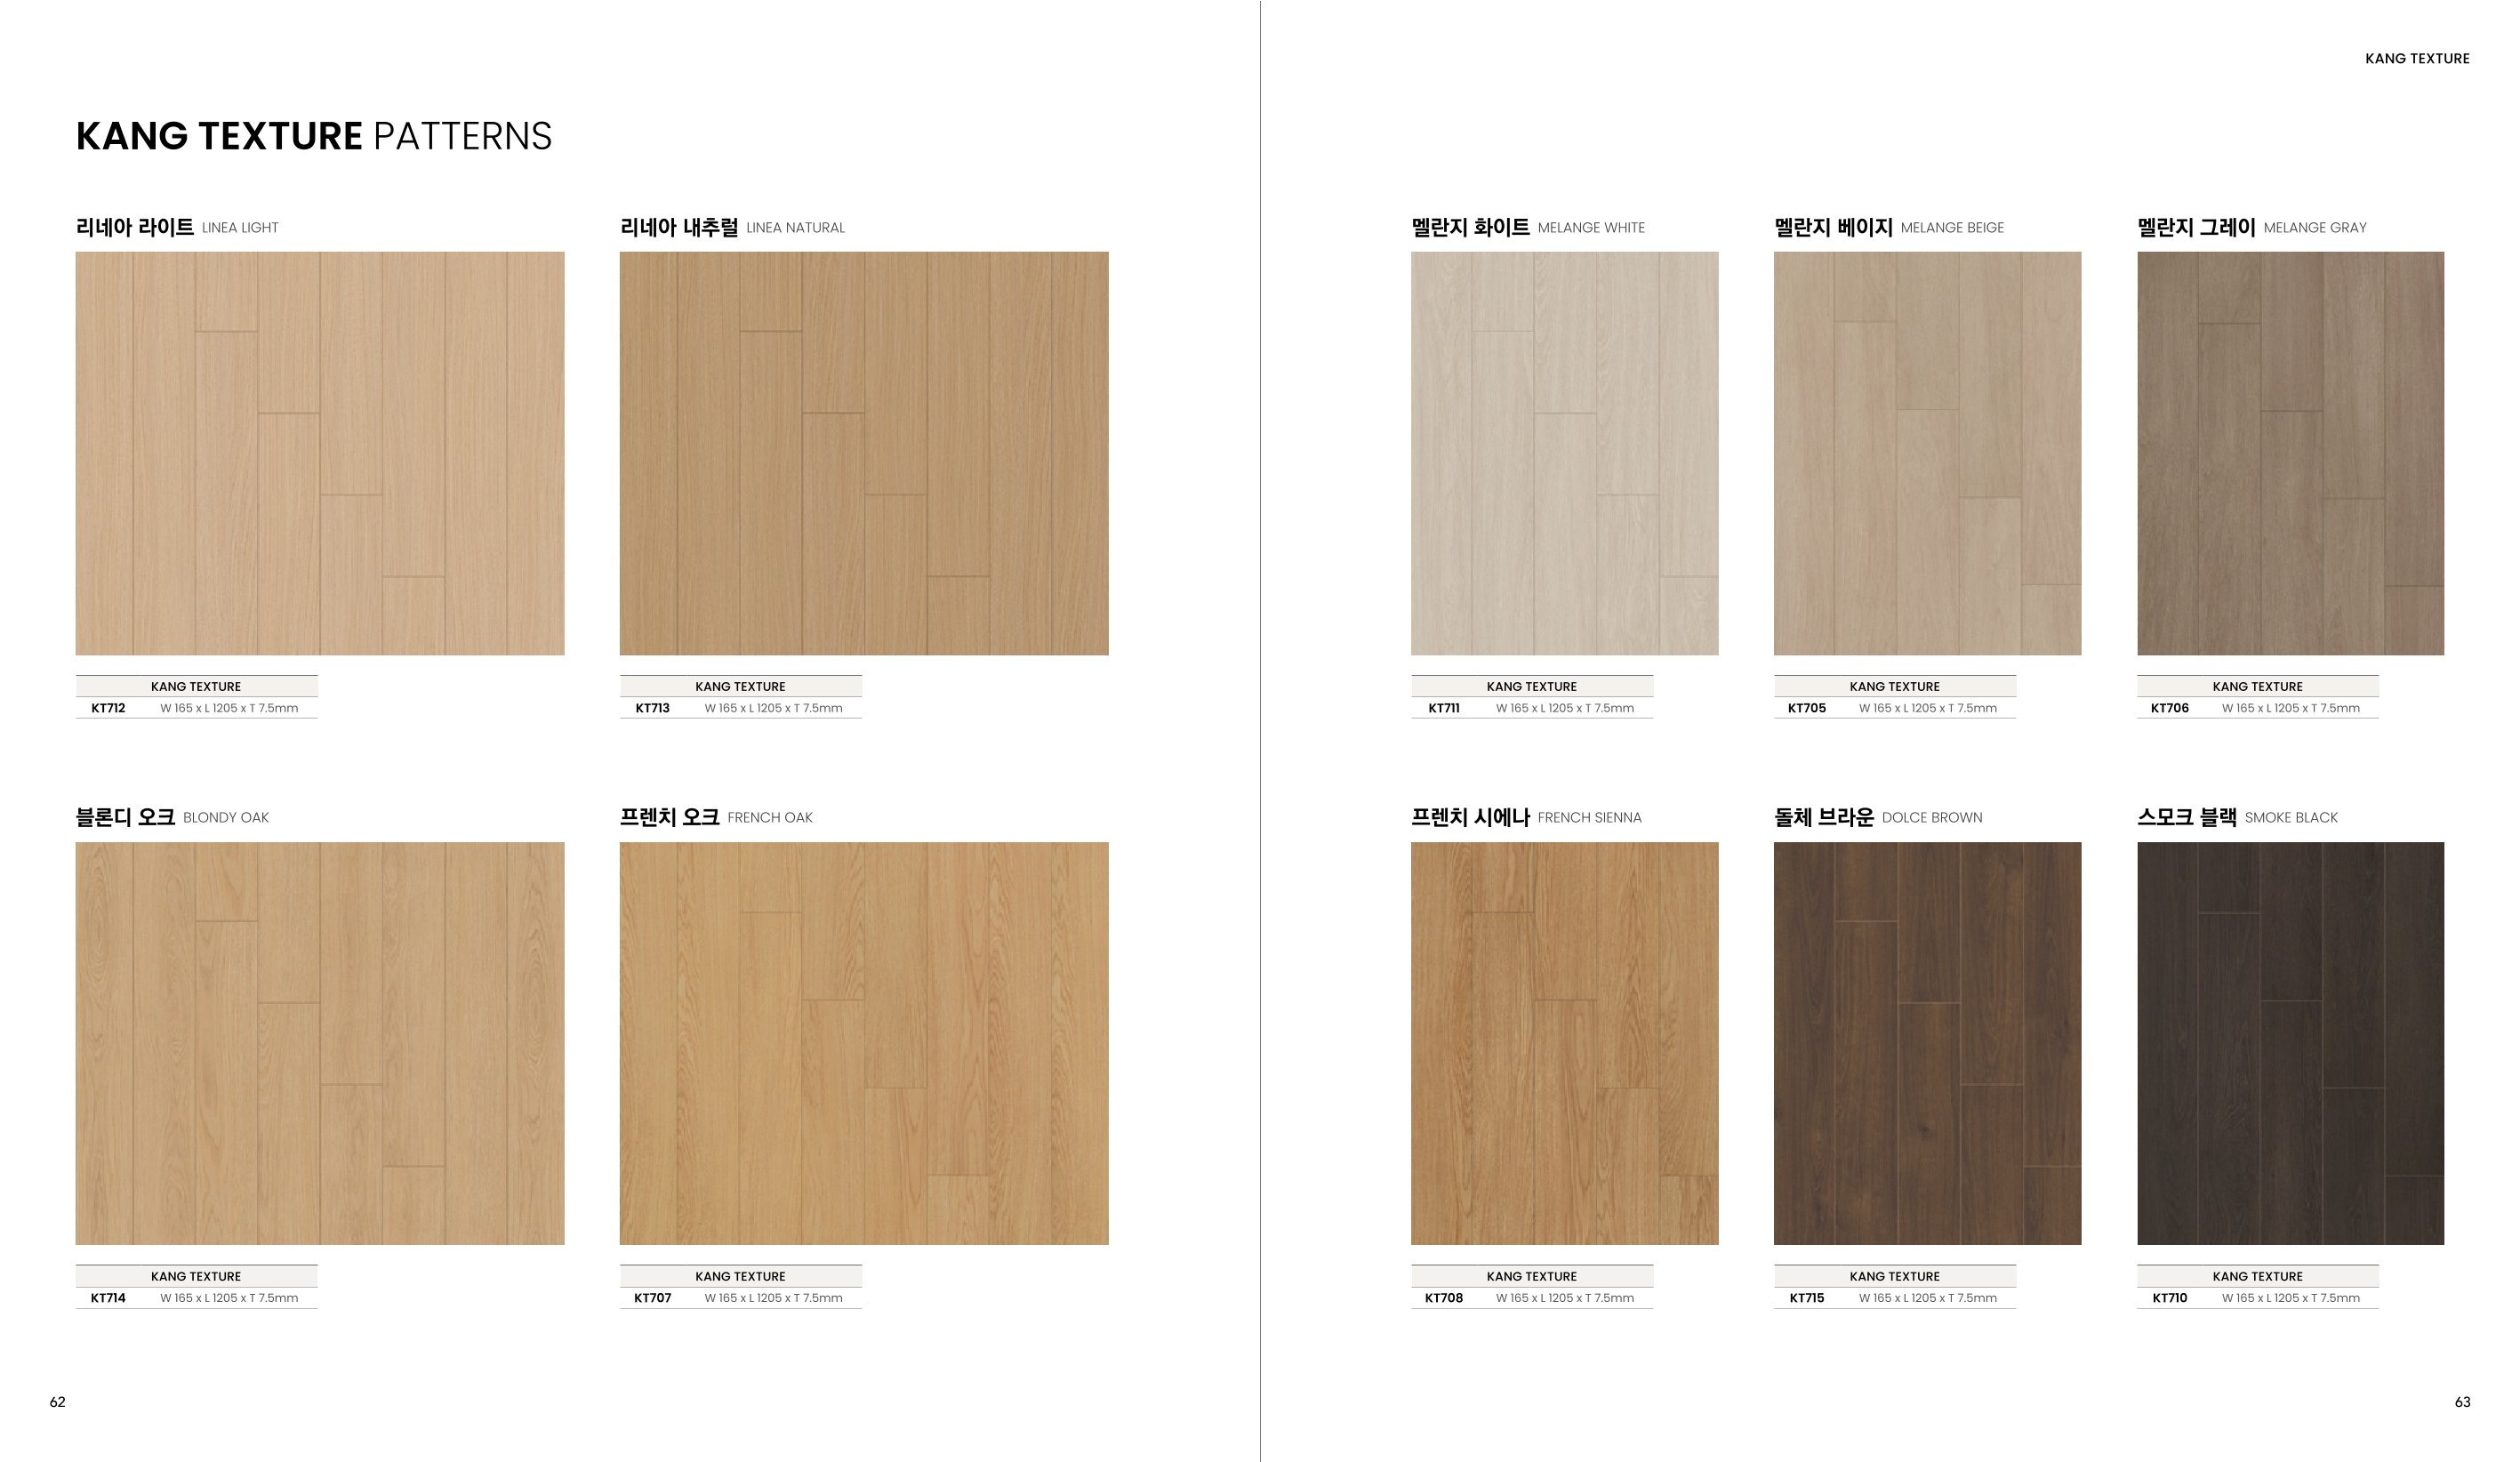 KANG TEXTURE
KANG TEXTURE PATTERNS
리네아 라이트 LINEA LIGHT
KANG TEXTURE
KT712 W 165 x L 1205 x T 7.5mm
리네아 내추럴 LINEA NATURAL
KANG TEXTURE
KT713 W 165 x L 1205 x T 7.5mm
블론디 오크 BLONDY OAK
KANG TEXTURE
KT714 W 165 x L 1205 x T 7.5mm
프렌치 오크 FRENCH OAK
KANG TEXTURE
KT707 W 165 x L 1205 x T 7.5mm
62
멜란지 화이트 MELANGE WHITE
KANG TEXTURE
KT711 W 165 x L 1205 x T 7.5mm
멜란지 베이지 MELANGE BEIGE
KANG TEXTURE
KT705 W 165 x L 1205 x T 7.5mm
멜란지 그레이 MELANGE GRAY
KANG TEXTURE
KT706 W 165 x L 1205 x T 7.5mm
프렌치 시에나 FRENCH SIENNA
KANG TEXTURE
KT708 W 165 x L 1205 x T 7.5mm
돌체 브라운 DOLCE BROWN
KANG TEXTURE
KT715 W 165 x L 1205 x T 7.5mm
스모크 블랙 SMOKE BLACK
KANG TEXTURE
KT710 W 165 x L 1205 x T 7.5mm
63